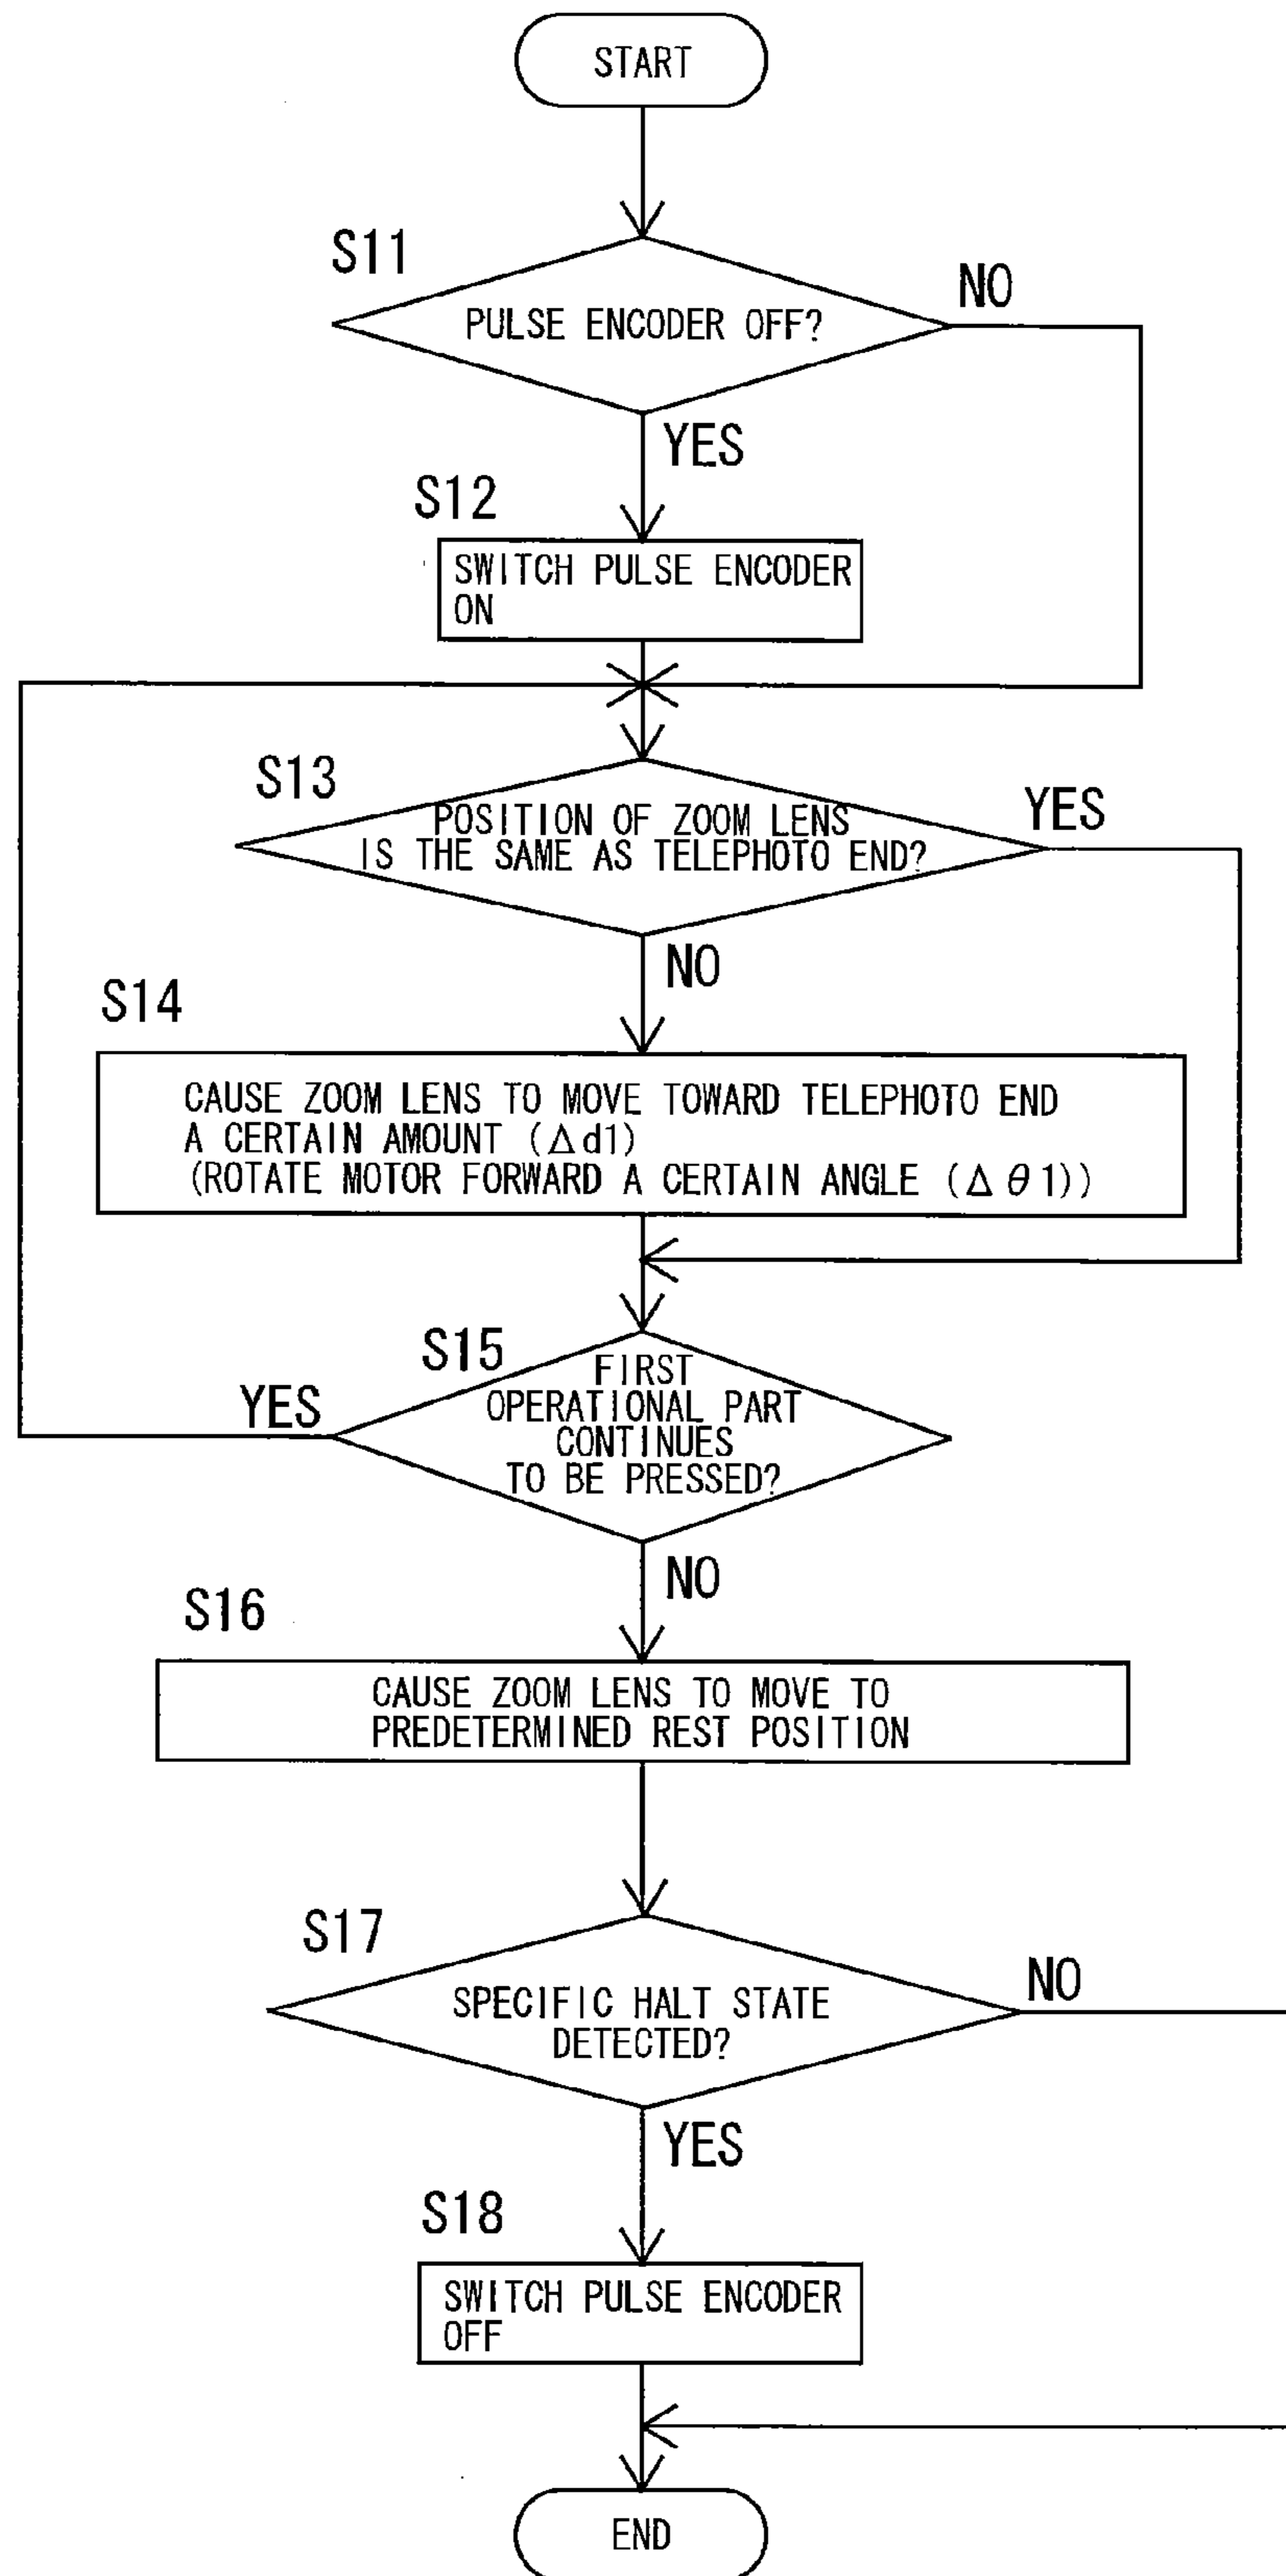 START
S11
PULSE ENCODER OFF?
NO
YES
S12
SWITCH PULSE ENCODER
ON
S13
POSITION OF ZOOM LENS
IS THE SAME AS TELEPHOTO END?
YES
NO
S14
CAUSE ZOOM LENS TO MOVE TOWARD TELEPHOTO END
A CERTAIN AMOUNT (Δd1)
(ROTATE MOTOR FORWARD A CERTAIN ANGLE (Δθ1))
S15
FIRST
OPERATIONAL PART
CONTINUES
TO BE PRESSED?
YES
NO
S16
CAUSE ZOOM LENS TO MOVE TO
PREDETERMINED REST POSITION
S17
SPECIFIC HALT STATE
DETECTED?
NO
YES
S18
SWITCH PULSE ENCODER
OFF
END